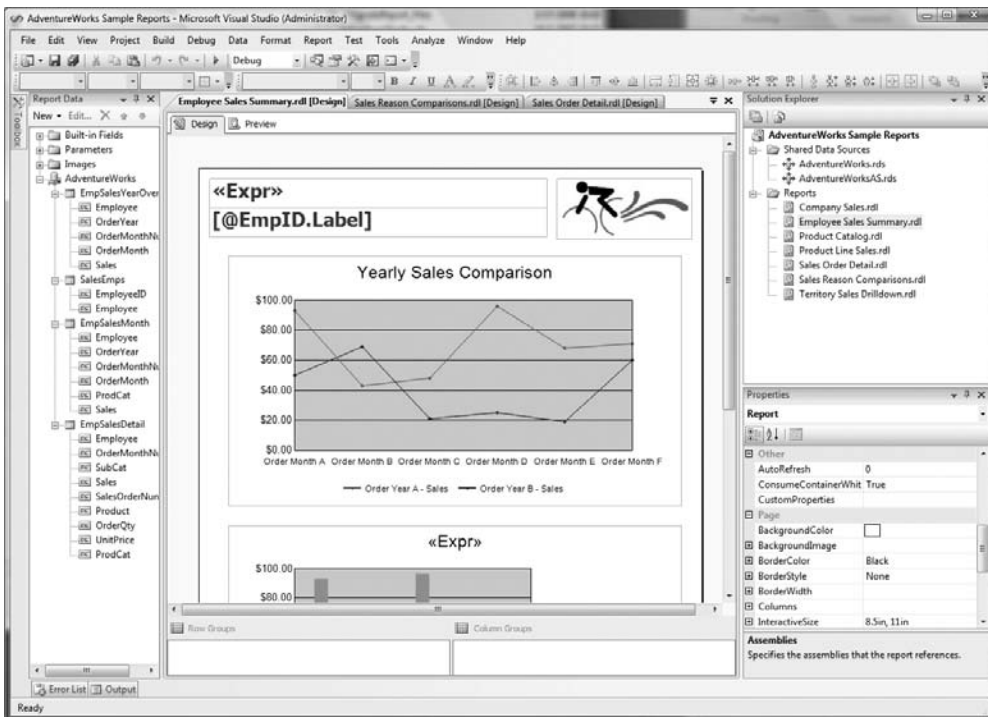 AdventureWorks Sample Reports - Microsoft Visual Studio (Administrator)
File Edit View Project Build Debug Data Format Report Test Tools Analyze Window Help
Debug
B I U A
Toolbox
Report Data
New Edit...
Built-in Fields
Parameters
Images
AdventureWorks
EmpSalesYearOver
Employee
OrderYear
OrderMonthNu
OrderMonth
Sales
SalesEmps
EmployeeID
Employee
EmpSalesMonth
Employee
OrderYear
OrderMonthNu
OrderMonth
ProdCat
Sales
EmpSalesDetail
Employee
OrderMonthNu
SubCat
Sales
SalesOrderNun
Product
OrderQty
UnitPrice
ProdCat
Employee Sales Summary.rdl [Design] Sales Reason Comparisons.rdl [Design] Sales Order Detail.rdl [Design]
Design Preview
«Expr»
[@EmpID.Label]
Yearly Sales Comparison
$100.00
$80.00
$60.00
$40.00
$20.00
$0.00
Order Month A Order Month B Order Month C Order Month D Order Month E Order Month F
Order Year A - Sales Order Year B - Sales
«Expr»
$100.00
$80.00
Row Groups
Column Groups
Solution Explorer
AdventureWorks Sample Reports
Shared Data Sources
AdventureWorks.rds
AdventureWorksAS.rds
Reports
Company Sales.rdl
Employee Sales Summary.rdl
Product Catalog.rdl
Product Line Sales.rdl
Sales Order Detail.rdl
Sales Reason Comparisons.rdl
Territory Sales Drilldown.rdl
Properties
Report
Other
AutoRefresh 0
ConsumeContainerWhit True
CustomProperties
Page
BackgroundColor
BackgroundImage
BorderColor Black
BorderStyle None
BorderWidth
Columns
InteractiveSize 8.5in, 11in
Assemblies
Specifies the assemblies that the report references.
Error List Output
Ready